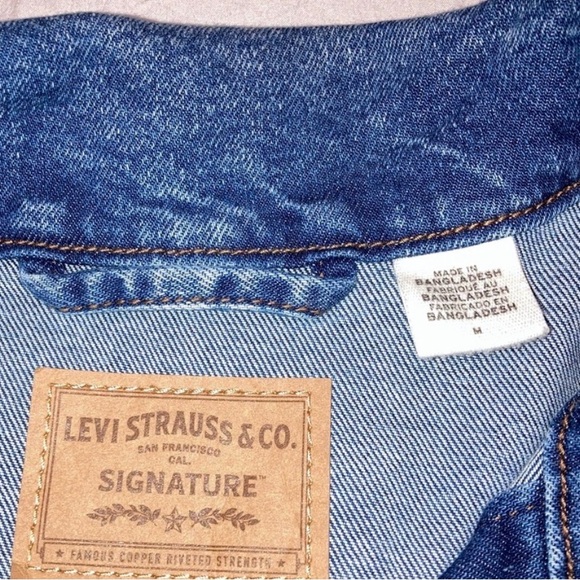 MADE IN
BANGLADESH
FABRIQUÉ AU
BANGLADESH
FABRICADO EN
BANGLADESH
M
LEVI STRAUSS & CO.
SAN FRANCISCO
CAL.
SIGNATURE™
★ FAMOUS COPPER RIVETED STRENGTH ★